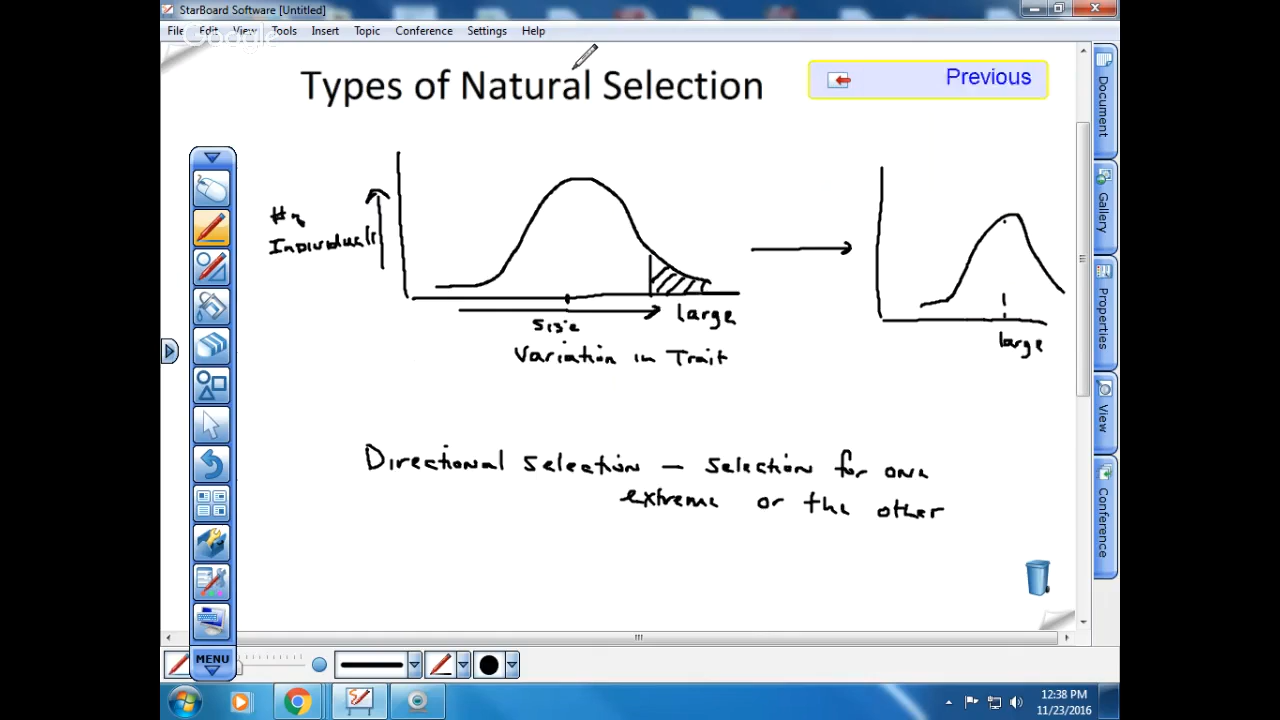 StarBoard Software [Untitled]
File Edit View Tools Insert Topic Conference Settings Help
Google
Types of Natural Selection
Previous
# of
Individuals
size
large
Variation in Trait
large
Directional Selection – selection for one
extreme or the other
Document
Gallery
Properties
View
Conference
MENU
12:38 PM
11/23/2016